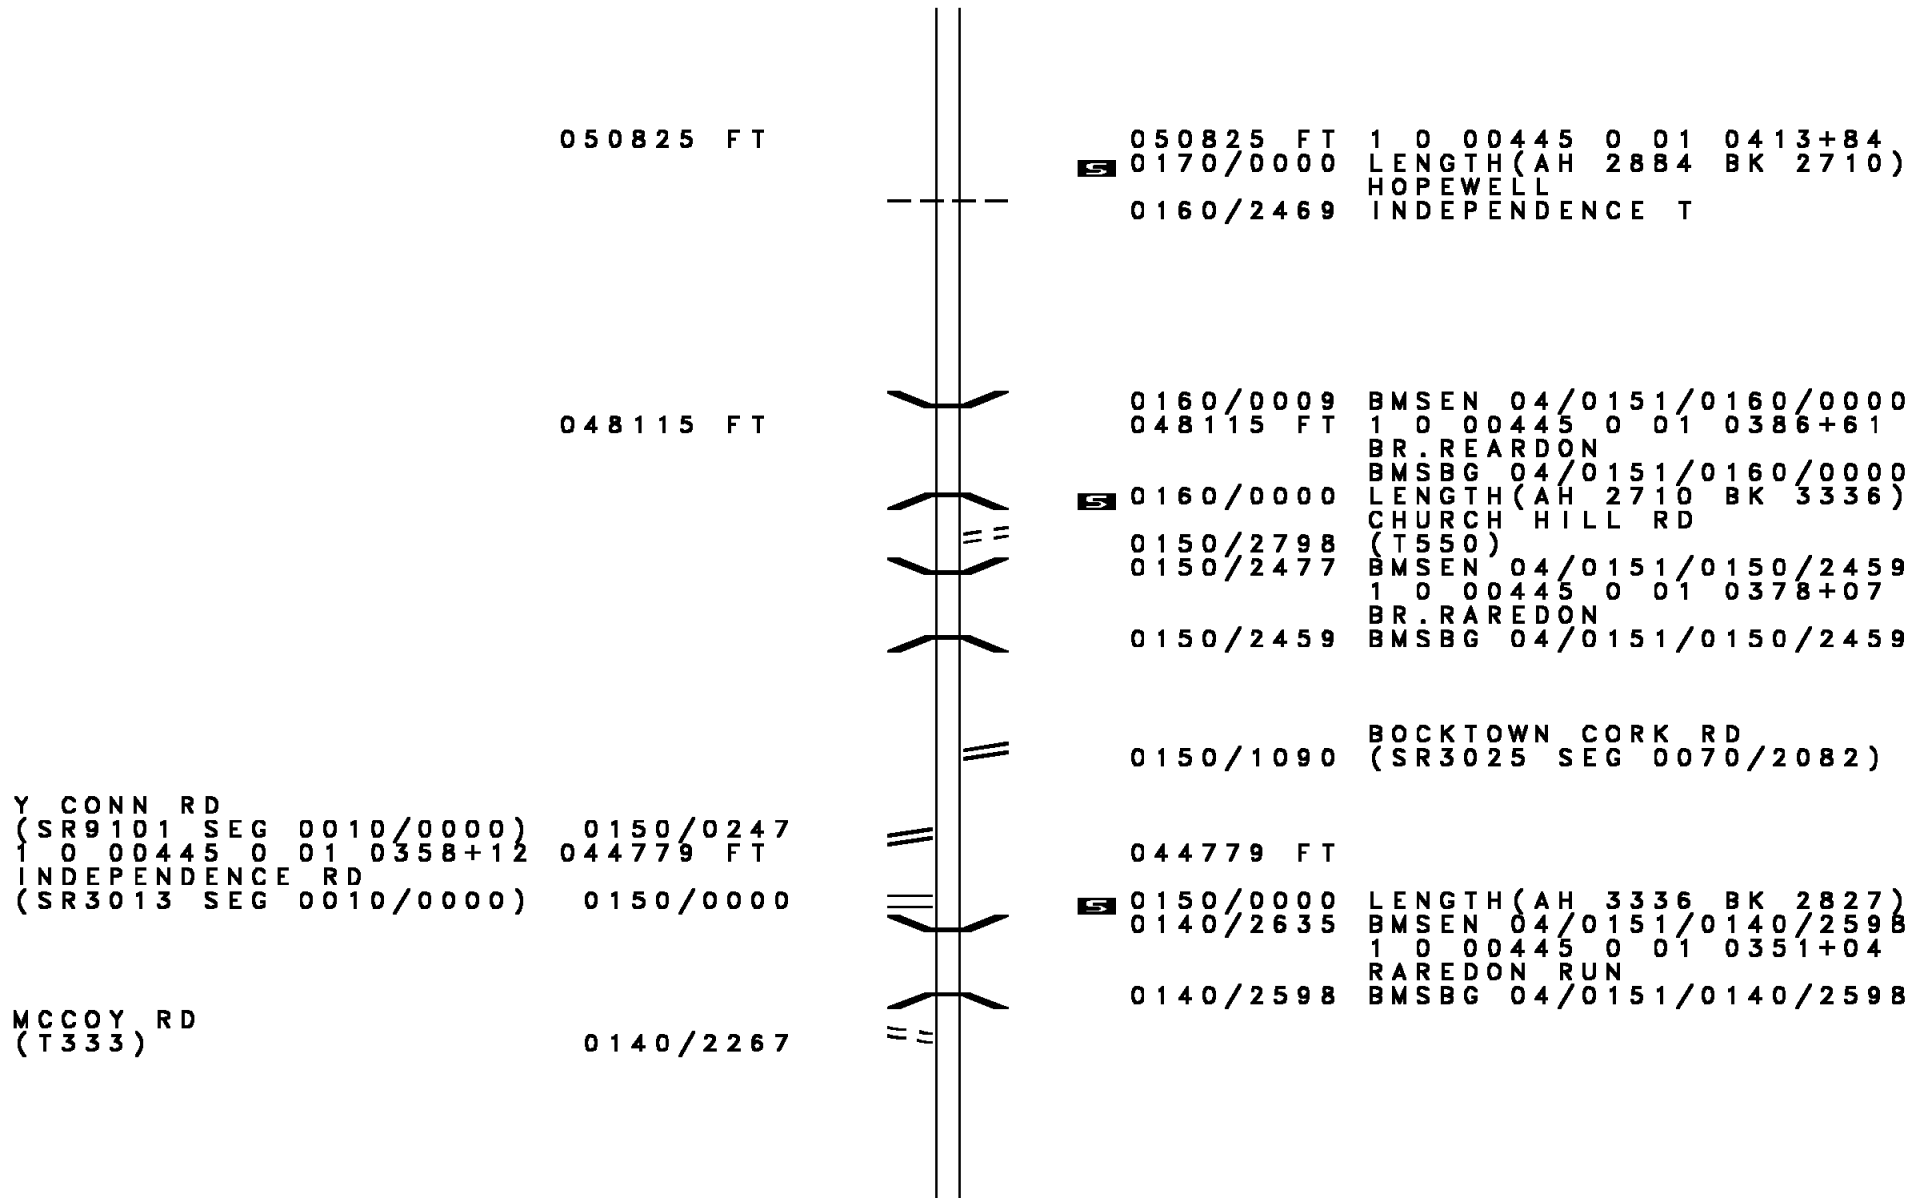 050825 FT 050825 FT 1 0 00445 0 01 0413+84
S 0170/0000 LENGTH(AH 2884 BK 2710)
HOPEWELL
0160/2469 INDEPENDENCE T
0160/0009 BMSEN 04/0151/0160/0000
048115 FT 048115 FT 1 0 00445 0 01 0386+61
BR.REARDON
BMSBG 04/0151/0160/0000
S 0160/0000 LENGTH(AH 2710 BK 3336)
CHURCH HILL RD
0150/2798 (T550)
0150/2477 BMSEN 04/0151/0150/2459
1 0 00445 0 01 0378+07
BR.RAREDON
0150/2459 BMSBG 04/0151/0150/2459
BOCKTOWN CORK RD
0150/1090 (SR3025 SEG 0070/2082)
Y CONN RD
(SR9101 SEG 0010/0000) 0150/0247
1 0 00445 0 01 0358+12 044779 FT 044779 FT
INDEPENDENCE RD
(SR3013 SEG 0010/0000) 0150/0000 S 0150/0000 LENGTH(AH 3336 BK 2827)
0140/2635 BMSEN 04/0151/0140/2598
1 0 00445 0 01 0351+04
RAREDON RUN
0140/2598 BMSBG 04/0151/0140/2598
MCCOY RD
(T333) 0140/2267